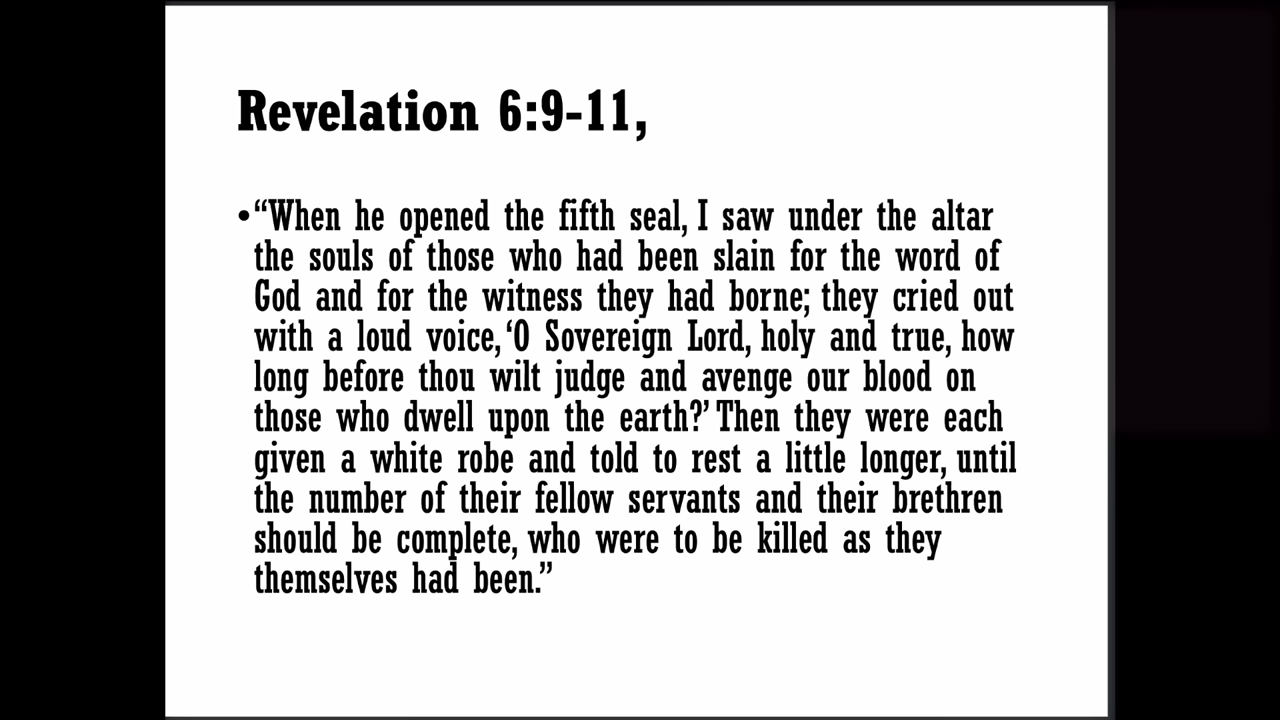 Revelation 6:9-11,
•“When he opened the fifth seal, I saw under the altar
the souls of those who had been slain for the word of
God and for the witness they had borne; they cried out
with a loud voice, ‘O Sovereign Lord, holy and true, how
long before thou wilt judge and avenge our blood on
those who dwell upon the earth?’ Then they were each
given a white robe and told to rest a little longer, until
the number of their fellow servants and their brethren
should be complete, who were to be killed as they
themselves had been.”